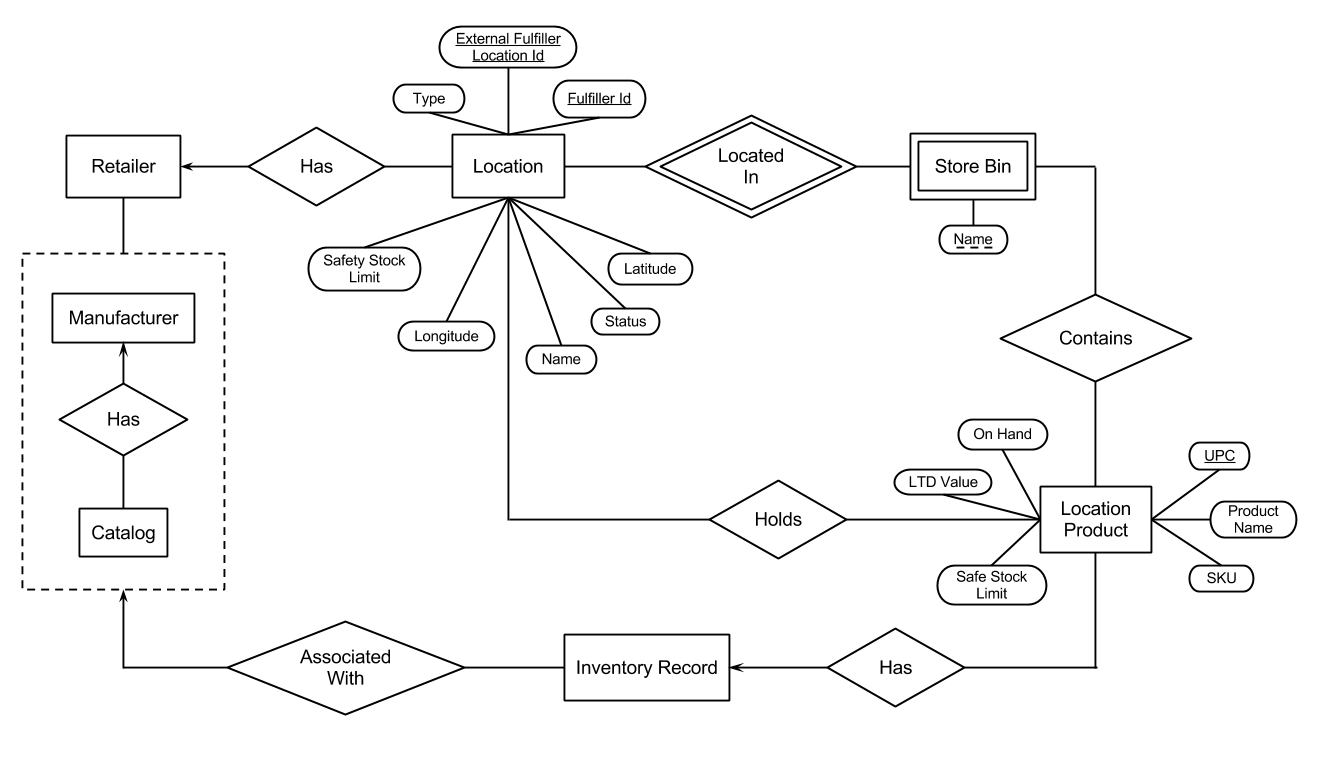 External Fulfiller
Location Id
Type
Fulfiller Id
Retailer
Has
Location
Located
In
Store Bin
Name
Safety Stock
Limit
Latitude
Longitude
Status
Name
Manufacturer
Contains
Has
On Hand
UPC
LTD Value
Catalog
Holds
Location
Product
Product
Name
Safe Stock
Limit
SKU
Associated
With
Inventory Record
Has